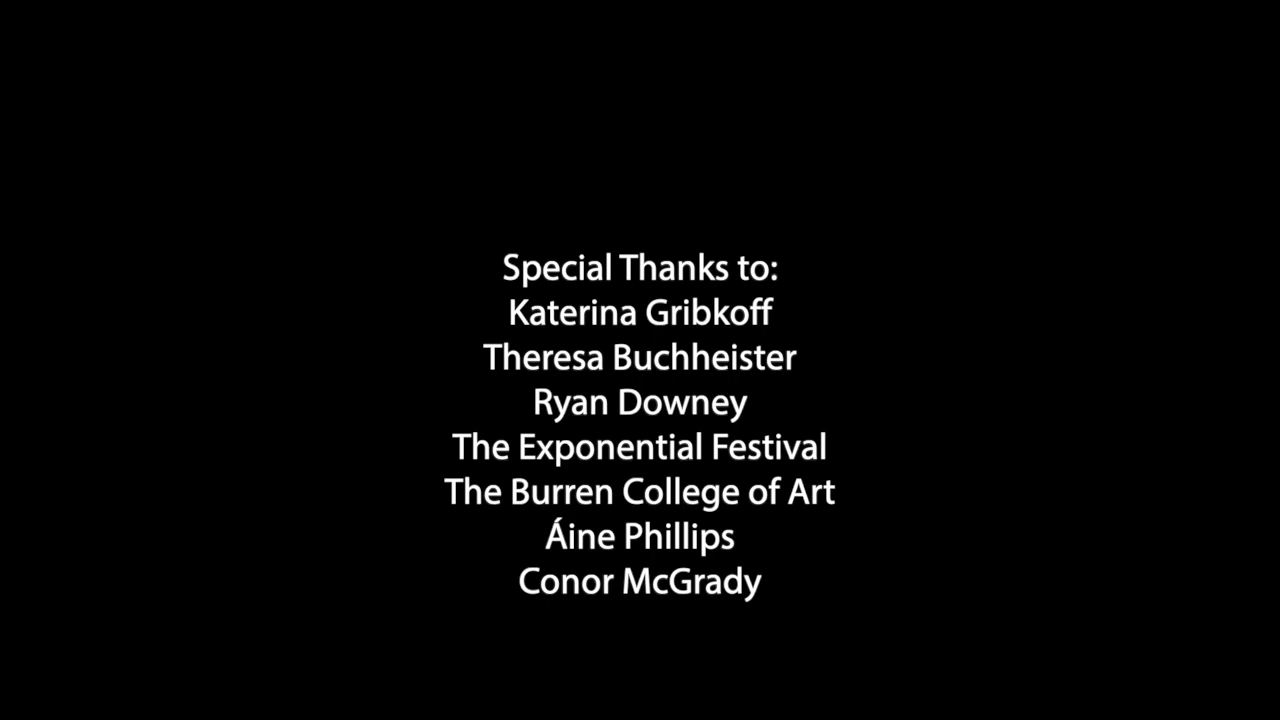 Special Thanks to:
Katerina Gribkoff
Theresa Buchheister
Ryan Downey
The Exponential Festival
The Burren College of Art
Áine Phillips
Conor McGrady